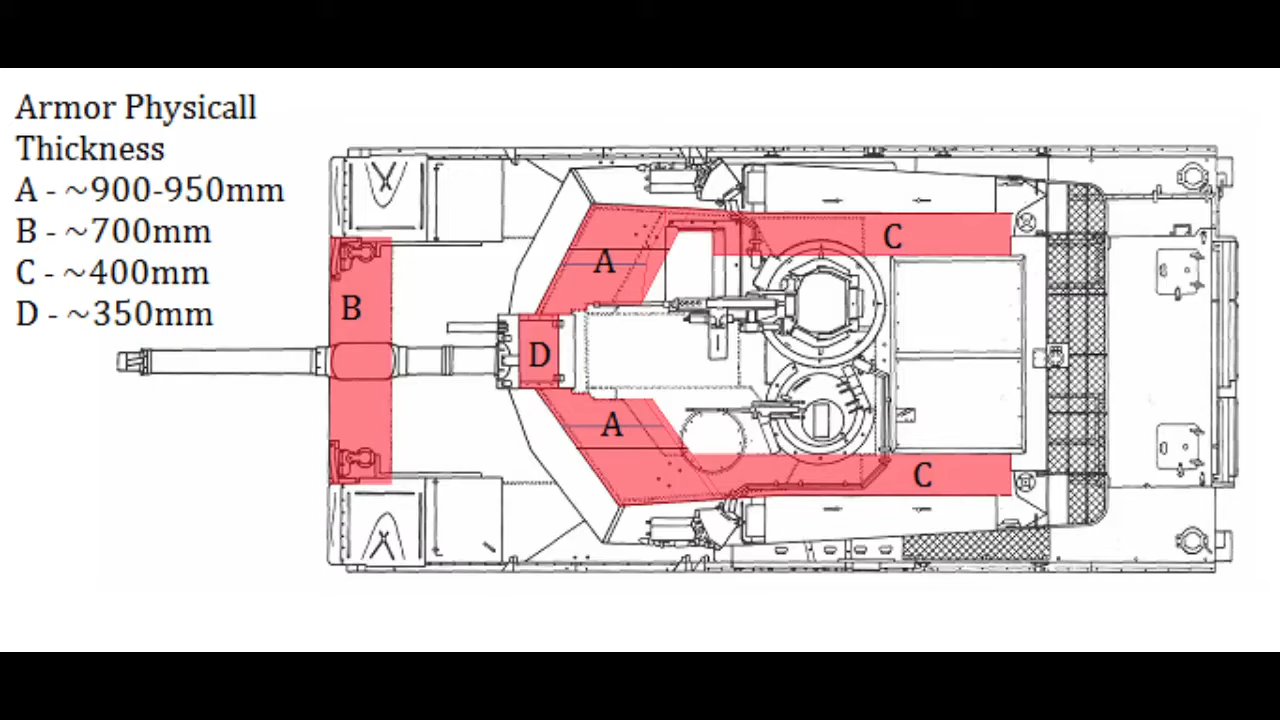 Armor Physicall
Thickness
A - ~900-950mm
B - ~700mm
C - ~400mm
D - ~350mm
C
A
B
D
A
C